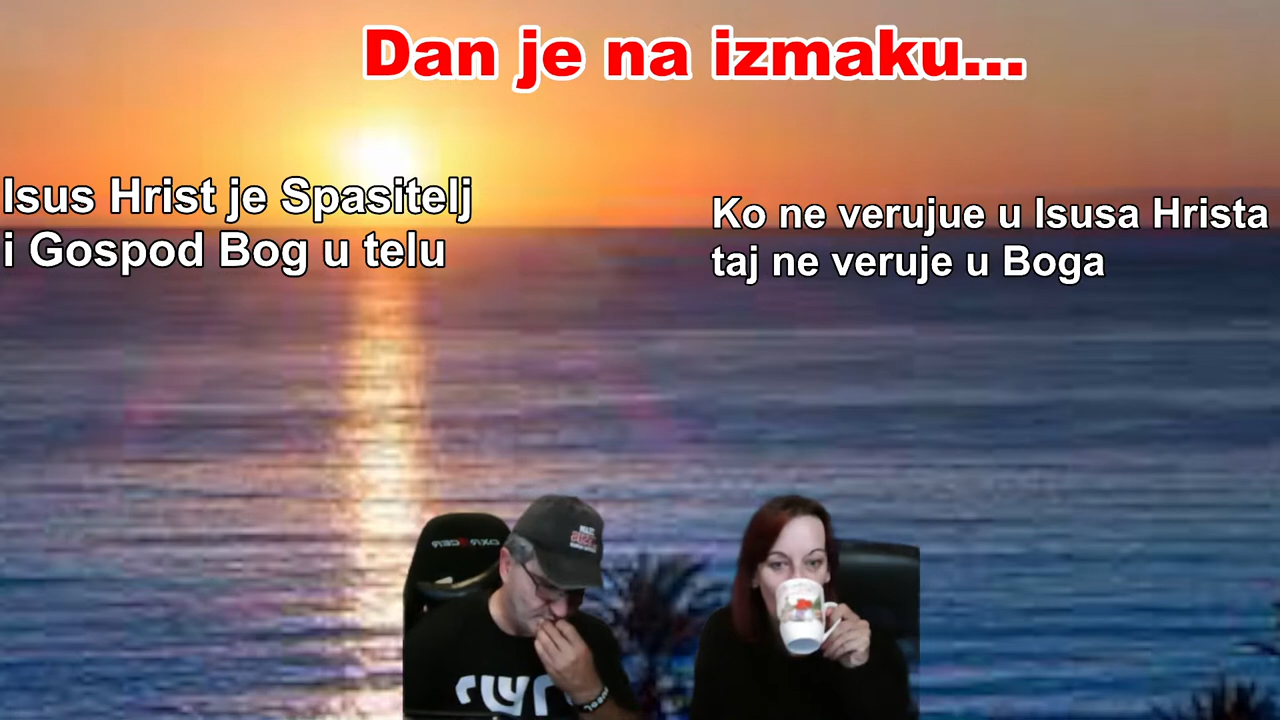 Dan je na izmaku...
Isus Hrist je Spasitelj
i Gospod Bog u telu
Ko ne verujue u Isusa Hrista
taj ne veruje u Boga